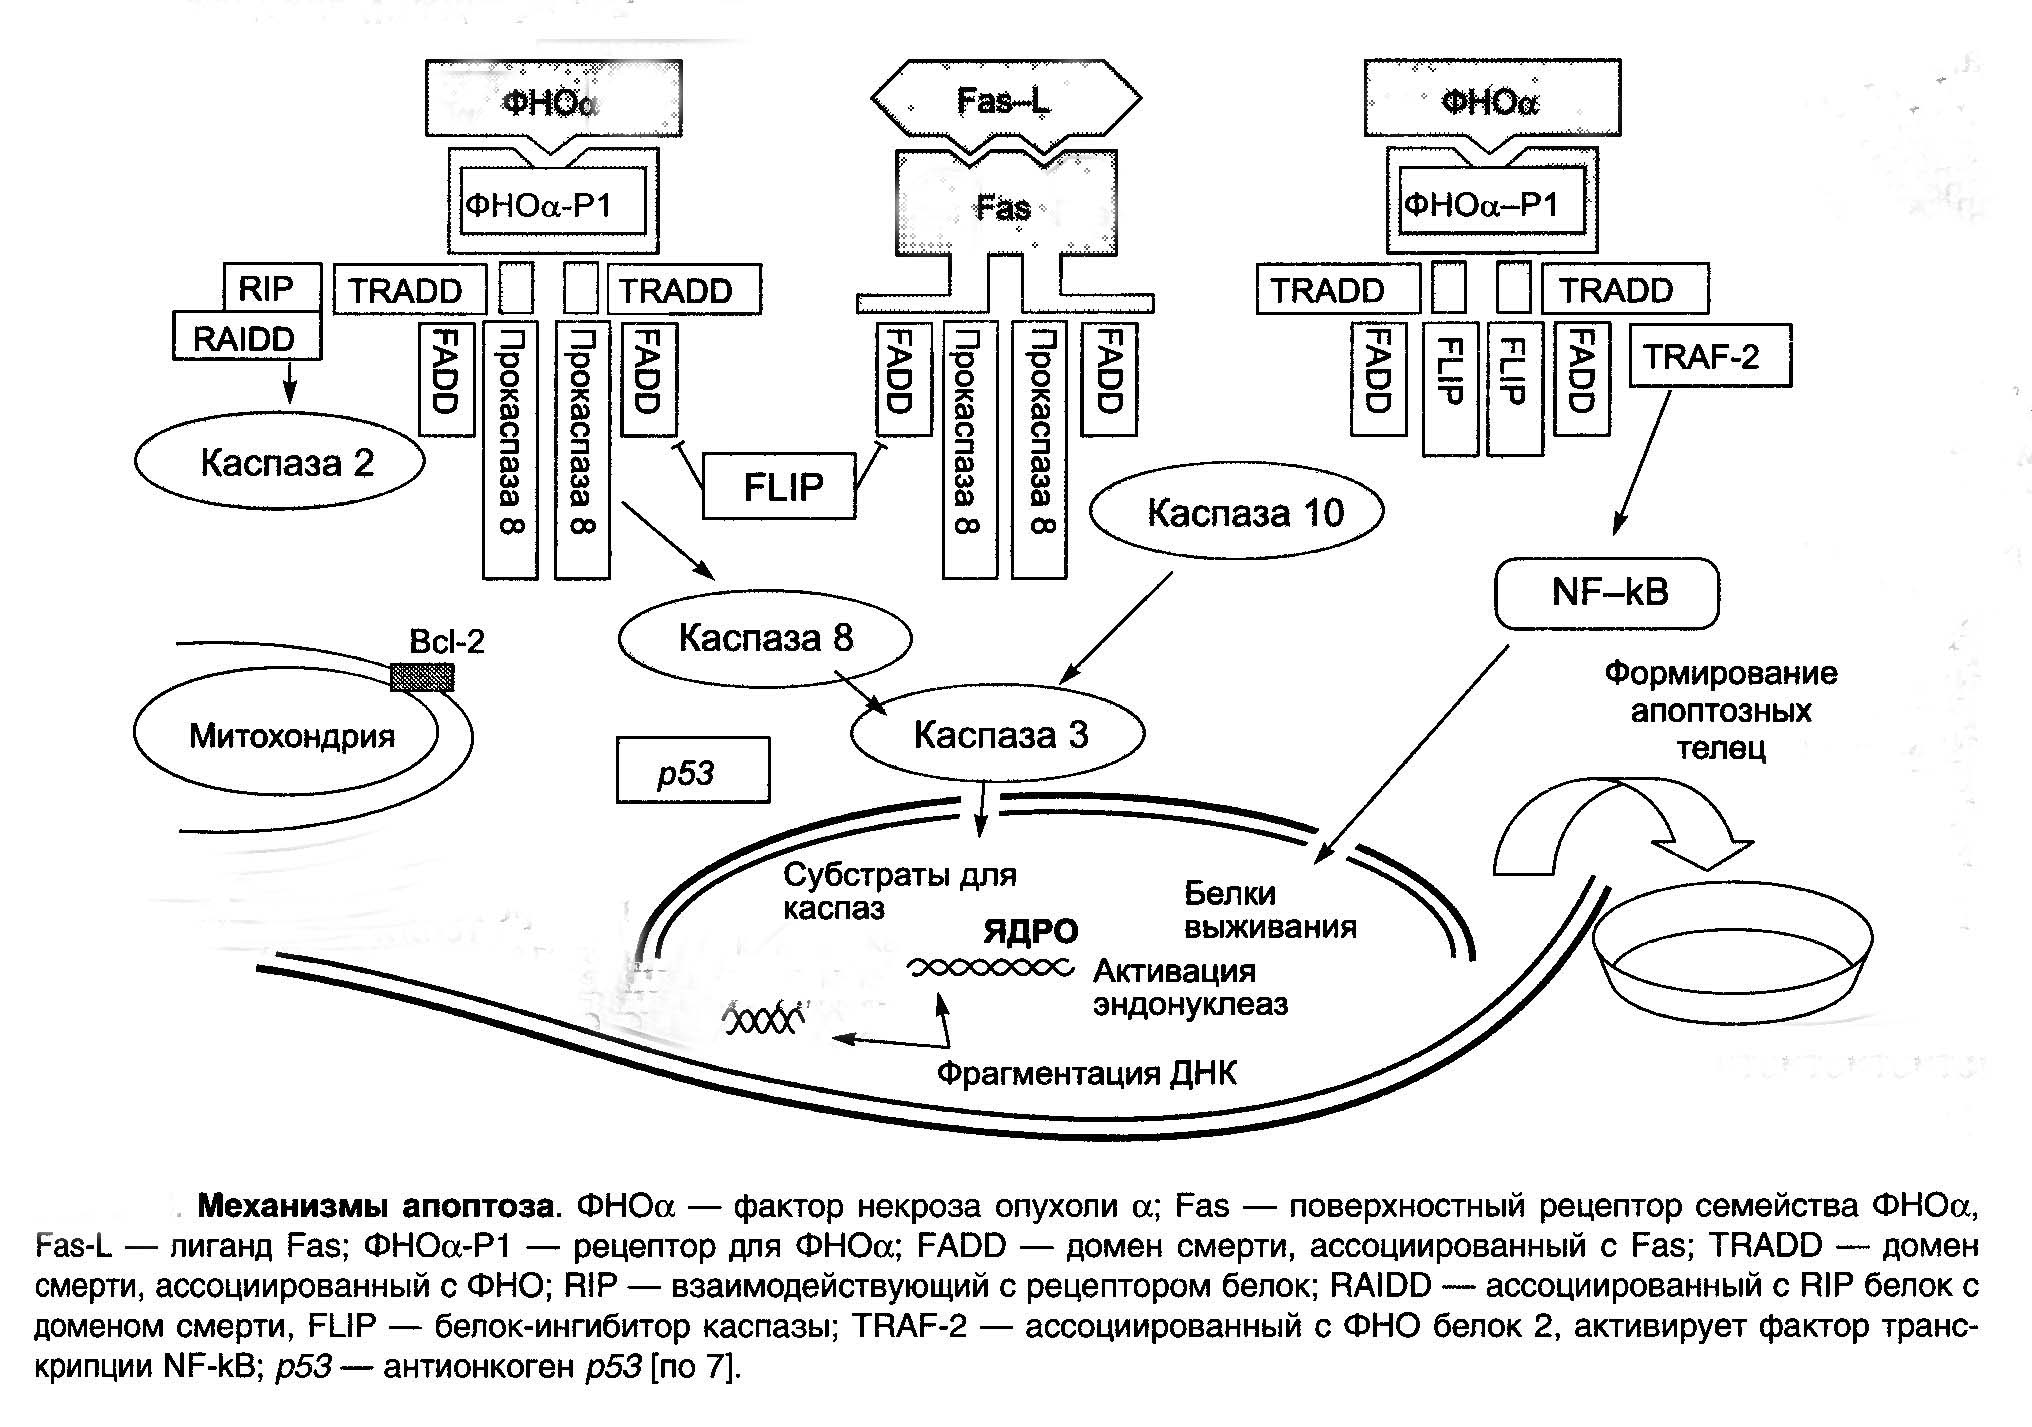 ФНОα
Fas–L
ФНОα
ФНОα-Р1
Fas
ФНОα–Р1
RIP
TRADD
TRADD
TRADD
TRADD
RAIDD
FADD
Прокаспаза 8
Прокаспаза 8
FADD
FADD
Прокаспаза 8
Прокаспаза 8
FADD
FADD
FLIP
FLIP
FADD
TRAF-2
Каспаза 2
FLIP
Каспаза 10
NF–kB
Каспаза 8
Bcl-2
Митохондрия
Каспаза 3
p53
Формирование
апоптозных
телец
Субстраты для
каспаз
Белки
выживания
ЯДРО
Активация
эндонуклеаз
Фрагментация ДНК
Механизмы апоптоза. ФНОα — фактор некроза опухоли α; Fas — поверхностный рецептор семейства ФНОα,
Fas-L — лиганд Fas; ФНОα-Р1 — рецептор для ФНОα; FADD — домен смерти, ассоциированный с Fas; TRADD — домен
смерти, ассоциированный с ФНО; RIP — взаимодействующий с рецептором белок; RAIDD — ассоциированный с RIP белок с
доменом смерти, FLIP — белок-ингибитор каспазы; TRAF-2 — ассоциированный с ФНО белок 2, активирует фактор транс-
крипции NF-kB; p53 — антионкоген p53 [по 7].